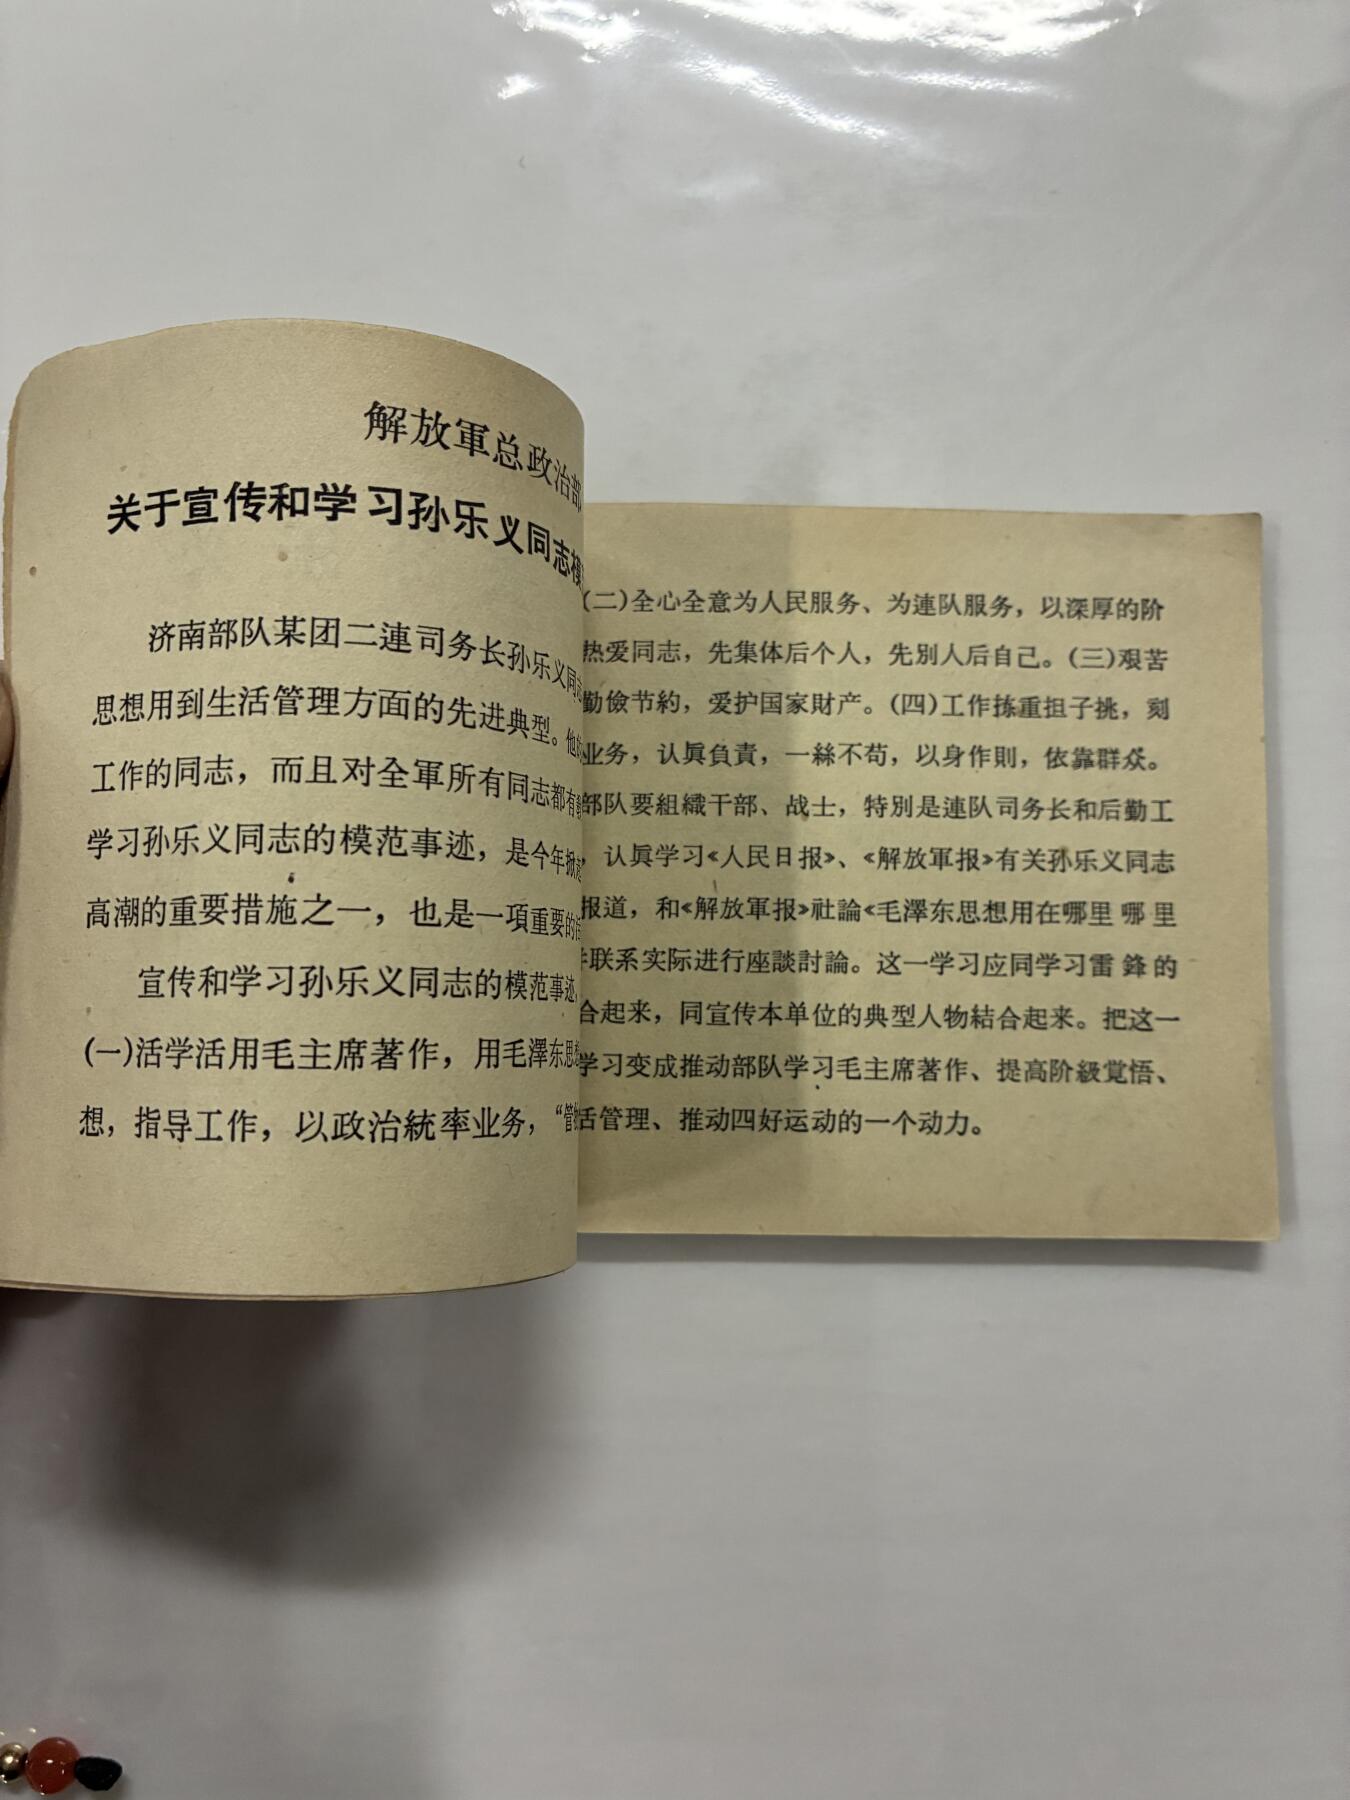 解放軍总政治部
关于宣传和学习孙乐义同志模
济南部队某团二連司务长孙乐义同志
思想用到生活管理方面的先进典型。他
工作的同志，而且对全軍所有同志都有
学习孙乐义同志的模范事迹，是今年掀
高潮的重要措施之一，也是一項重要的
宣传和学习孙乐义同志的模范事迹，
(一)活学活用毛主席著作，用毛澤东思想
想，指导工作，以政治統率业务，“管
(二)全心全意为人民服务、为連队服务，以深厚的阶
热爱同志，先集体后个人，先別人后自己。(三)艰苦
勤儉节約，爱护国家財产。(四)工作拣重担子挑，刻
业务，认眞負責，一絲不苟，以身作則，依靠群众。
部队要組織干部、战士，特別是連队司务长和后勤工
，认眞学习《人民日报》、《解放軍报》有关孙乐义同志
报道，和《解放軍报》社論《毛澤东思想用在哪里哪里
联系实际进行座談討論。这一学习应同学习雷鋒的
合起来，同宣传本单位的典型人物結合起来。把这一
学习变成推动部队学习毛主席著作、提高阶級覚悟、
活管理、推动四好运动的一个动力。